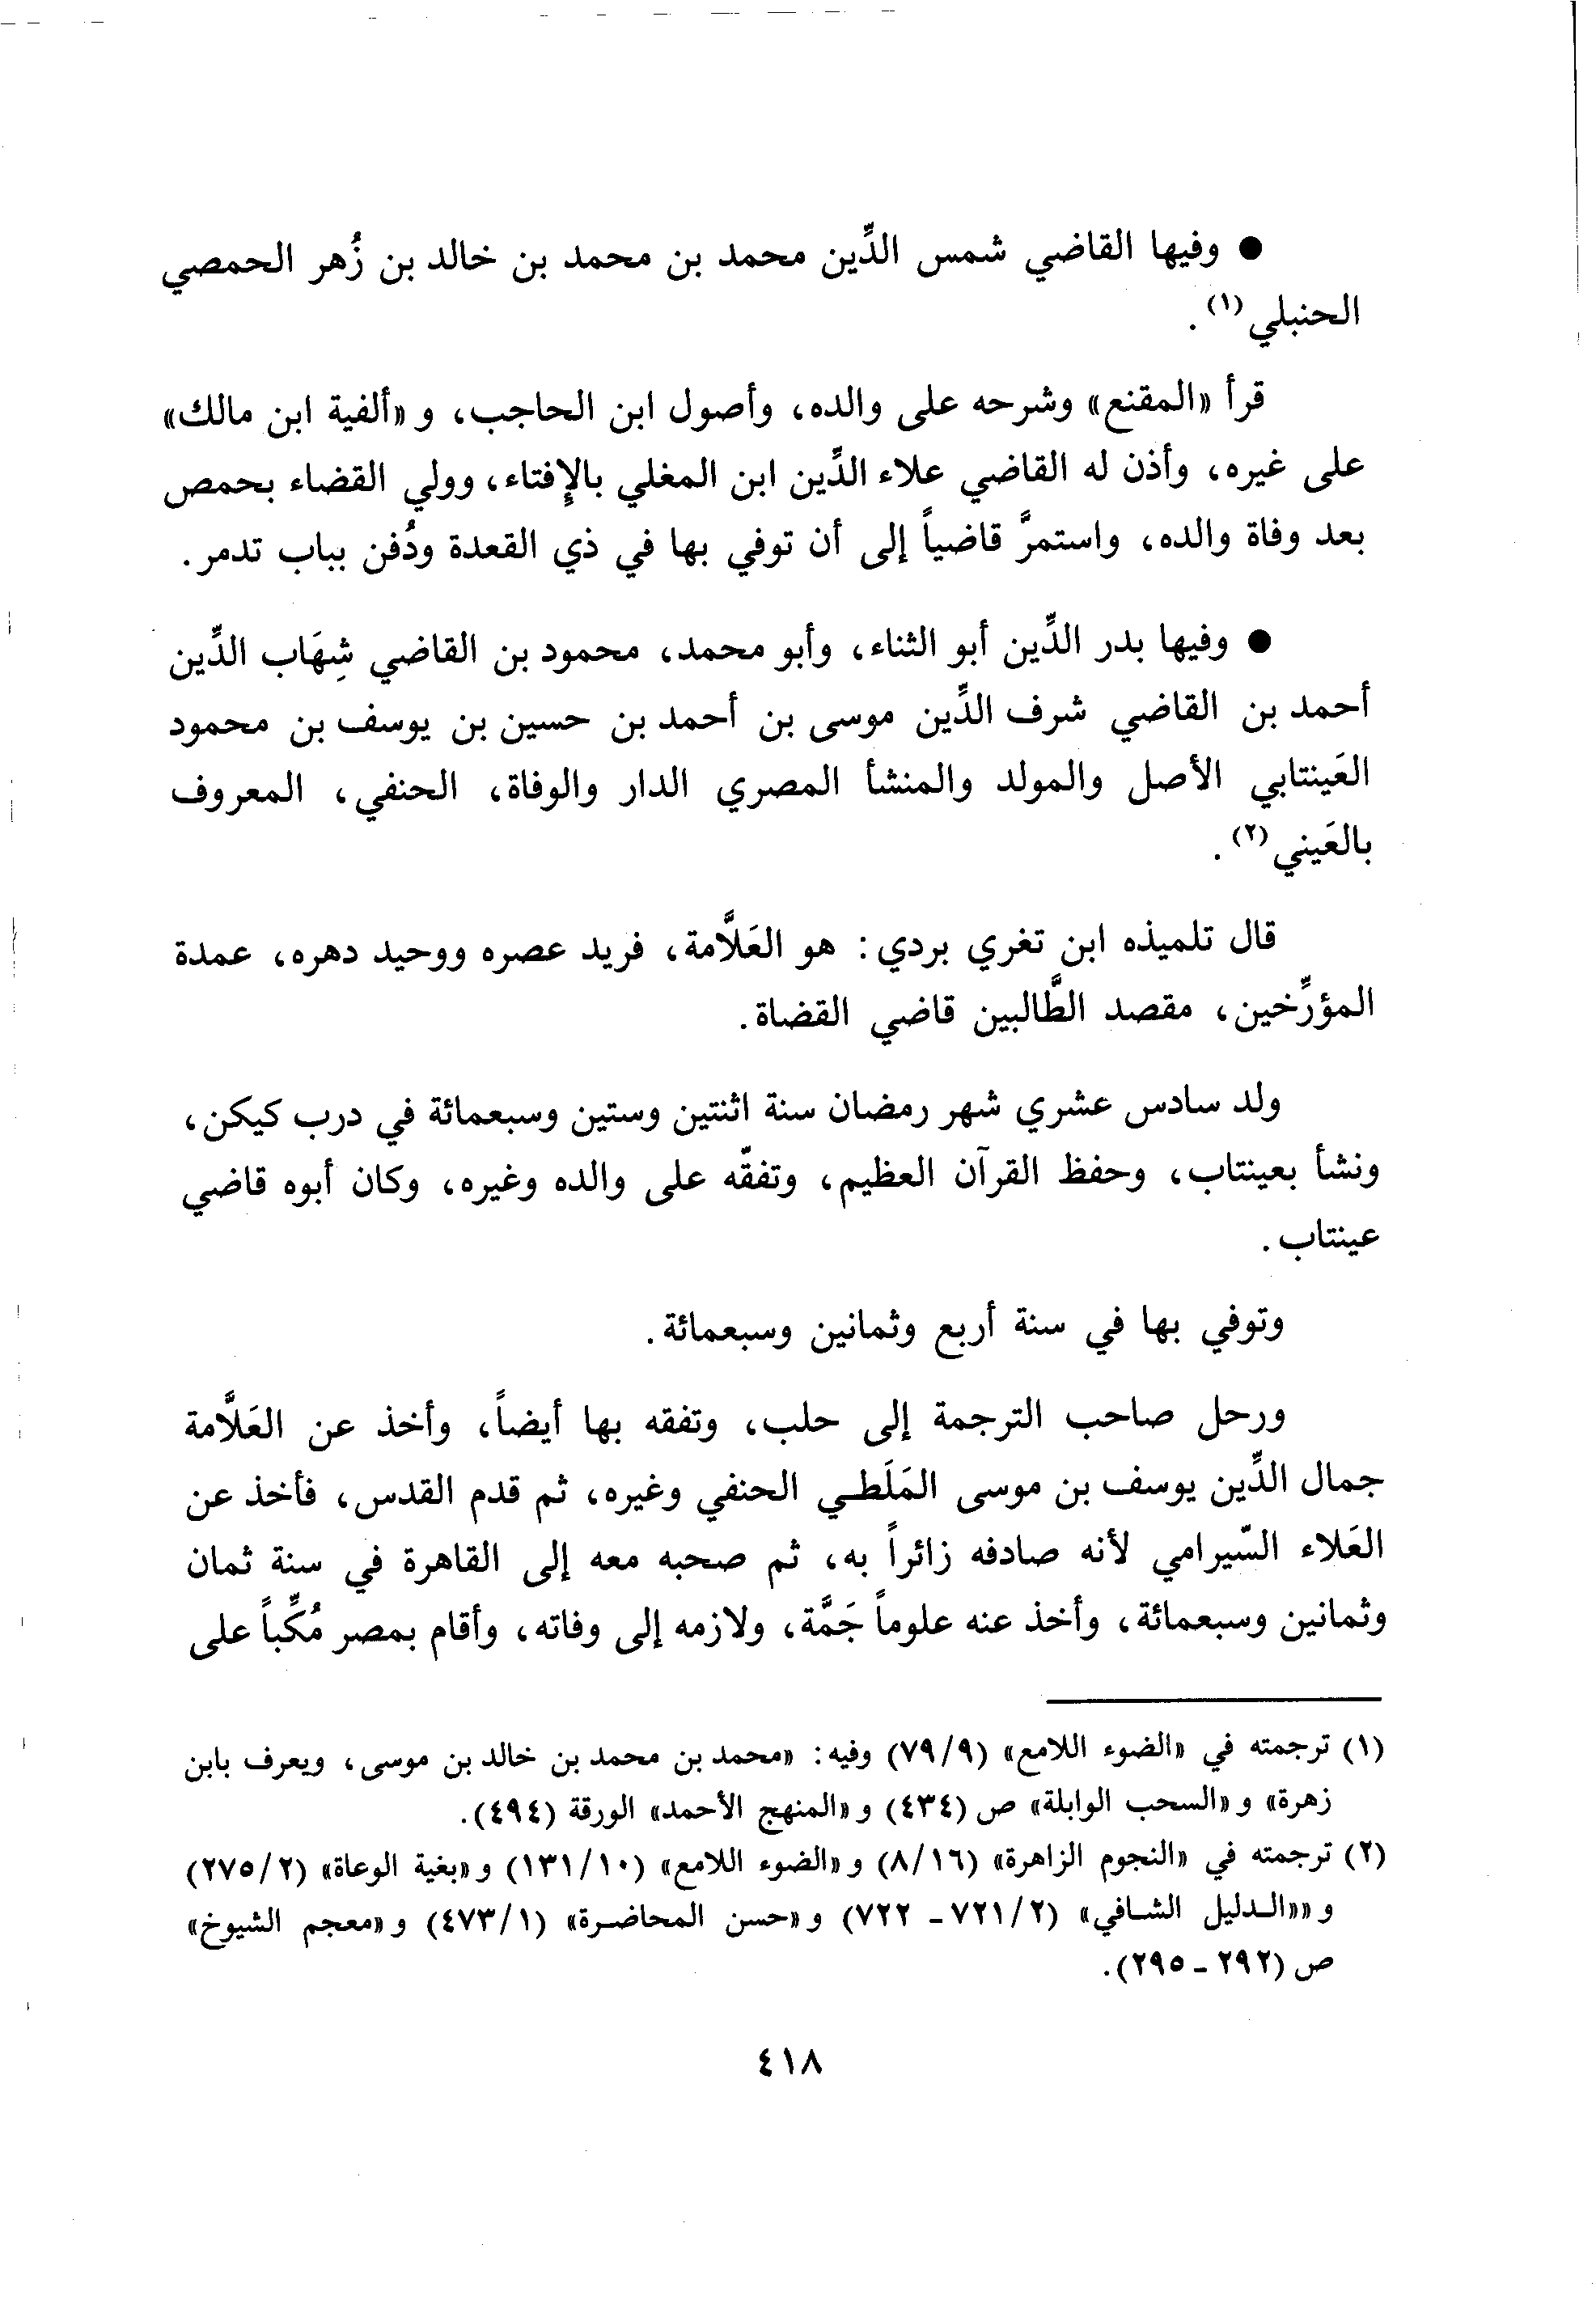 ● وفيها القاضي شمس الدِّين محمد بن محمد بن خالد بن زُهر الحمصي
الحنبلي (١) .
قرأ «المقنع» وشرحه على والده، وأصول ابن الحاجب، و «ألفية ابن مالك»
على غيره، وأذن له القاضي علاء الدِّين ابن المغلي بالإِفتاء، وولي القضاء بحمص
بعد وفاة والده، واستمرَّ قاضياً إلى أن توفي بها في ذي القعدة ودُفن بباب تدمر.
● وفيها بدر الدِّين أبو الثناء، وأبو محمد، محمود بن القاضي شِهَاب الدِّين
أحمد بن القاضي شرف الدِّين موسى بن أحمد بن حسين بن يوسف بن محمود
العَينتابي الأصل والمولد والمنشأ المصري الدار والوفاة، الحنفي، المعروف
بالعَيني (٢) .
قال تلميذه ابن تغري بردي: هو العَلاَّمة، فريد عصره ووحيد دهره، عمدة
المؤرِّخين، مقصد الطَّالبين قاضي القضاة.
ولد سادس عشري شهر رمضان سنة اثنتين وستين وسبعمائة في درب كيكن،
ونشأ بعينتاب، وحفظ القرآن العظيم، وتفقّه على والده وغيره، وكان أبوه قاضي
عينتاب.
وتوفي بها في سنة أربع وثمانين وسبعمائة.
ورحل صاحب الترجمة إلى حلب، وتفقه بها أيضاً، وأخذ عن العَلاَّمة
جمال الدِّين يوسف بن موسى المَلَطي الحنفي وغيره، ثم قدم القدس، فأخذ عن
العَلاء السّيرامي لأنه صادفه زائراً به، ثم صحبه معه إلى القاهرة في سنة ثمان
وثمانين وسبعمائة، وأخذ عنه علوماً جَمَّة، ولازمه إلى وفاته، وأقام بمصر مُكِبّاً على
(١) ترجمته في «الضوء اللامع» (٧٩/٩) وفيه: «محمد بن محمد بن خالد بن موسى، ويعرف بابن
زهرة» و «السحب الوابلة» ص (٤٣٤) و «المنهج الأحمد» الورقة (٤٩٤).
(٢) ترجمته في «النجوم الزاهرة» (٨/١٦) و «الضوء اللامع» (١٣١/١٠) و «بغية الوعاة» (٢٧٥/٢)
و ««الدليل الشافي» (٧٢١/٢ - ٧٢٢) و «حسن المحاضرة» (٤٧٣/١) و «معجم الشيوخ»
ص (٢٩٢ - ٢٩٥).
٤١٨